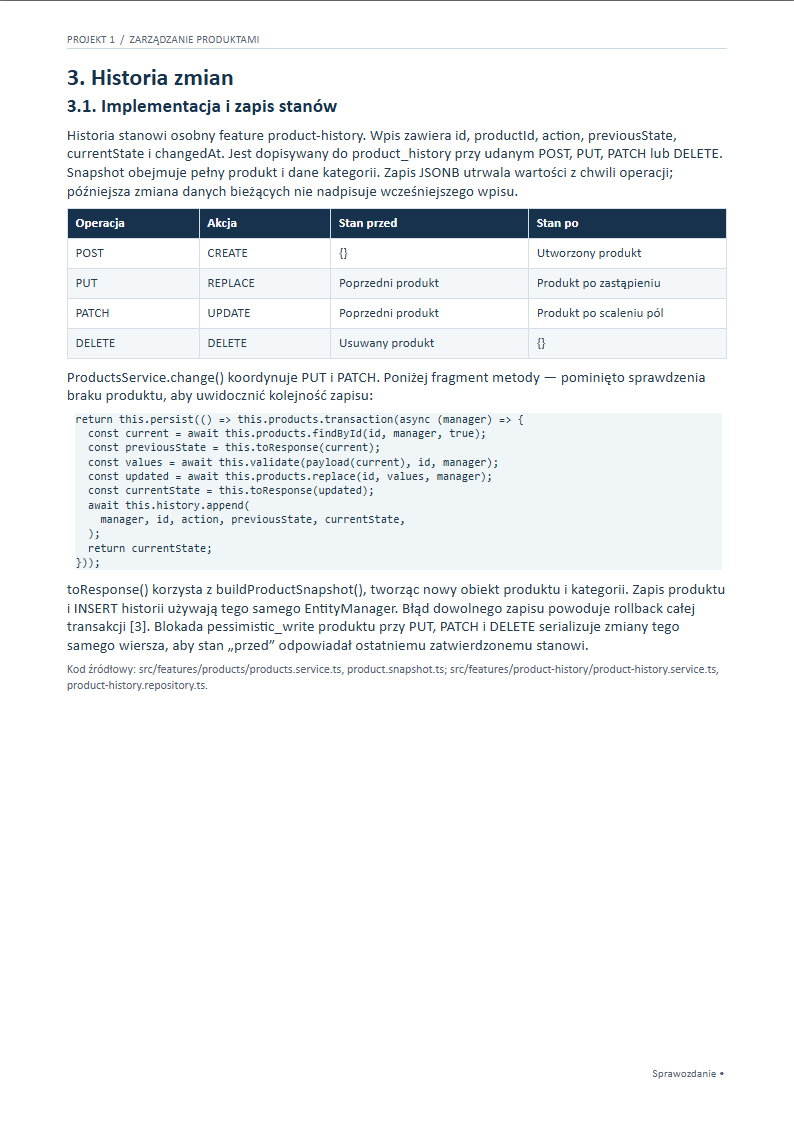 PROJEKT 1 / ZARZĄDZANIE PRODUKTAMI
3. Historia zmian
3.1. Implementacja i zapis stanów
Historia stanowi osobny feature product-history. Wpis zawiera id, productId, action, previousState,
currentState i changedAt. Jest dopisywany do product_history przy udanym POST, PUT, PATCH lub DELETE.
Snapshot obejmuje pełny produkt i dane kategorii. Zapis JSONB utrwala wartości z chwili operacji;
późniejsza zmiana danych bieżących nie nadpisuje wcześniejszego wpisu.
Operacja Akcja Stan przed Stan po
POST CREATE {} Utworzony produkt
PUT REPLACE Poprzedni produkt Produkt po zastąpieniu
PATCH UPDATE Poprzedni produkt Produkt po scaleniu pól
DELETE DELETE Usuwany produkt {}
ProductsService.change() koordynuje PUT i PATCH. Poniżej fragment metody — pominięto sprawdzenia
braku produktu, aby uwidocznić kolejność zapisu:
return this.persist(() => this.products.transaction(async (manager) => {
  const current = await this.products.findById(id, manager, true);
  const previousState = this.toResponse(current);
  const values = await this.validate(payload(current), id, manager);
  const updated = await this.products.replace(id, values, manager);
  const currentState = this.toResponse(updated);
  await this.history.append(
    manager, id, action, previousState, currentState,
  );
  return currentState;
}));
toResponse() korzysta z buildProductSnapshot(), tworząc nowy obiekt produktu i kategorii. Zapis produktu
i INSERT historii używają tego samego EntityManager. Błąd dowolnego zapisu powoduje rollback całej
transakcji [3]. Blokada pessimistic_write produktu przy PUT, PATCH i DELETE serializuje zmiany tego
samego wiersza, aby stan „przed” odpowiadał ostatniemu zatwierdzonemu stanowi.
Kod źródłowy: src/features/products/products.service.ts, product.snapshot.ts; src/features/product-history/product-history.service.ts,
product-history.repository.ts.
Sprawozdanie •